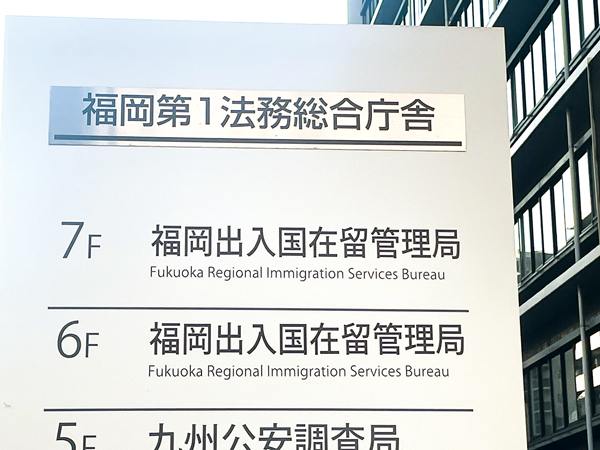 福岡第1法務総合庁舎
7F 福岡出入国在留管理局
Fukuoka Regional Immigration Services Bureau
6F 福岡出入国在留管理局
Fukuoka Regional Immigration Services Bureau
5F 九州公安調査局